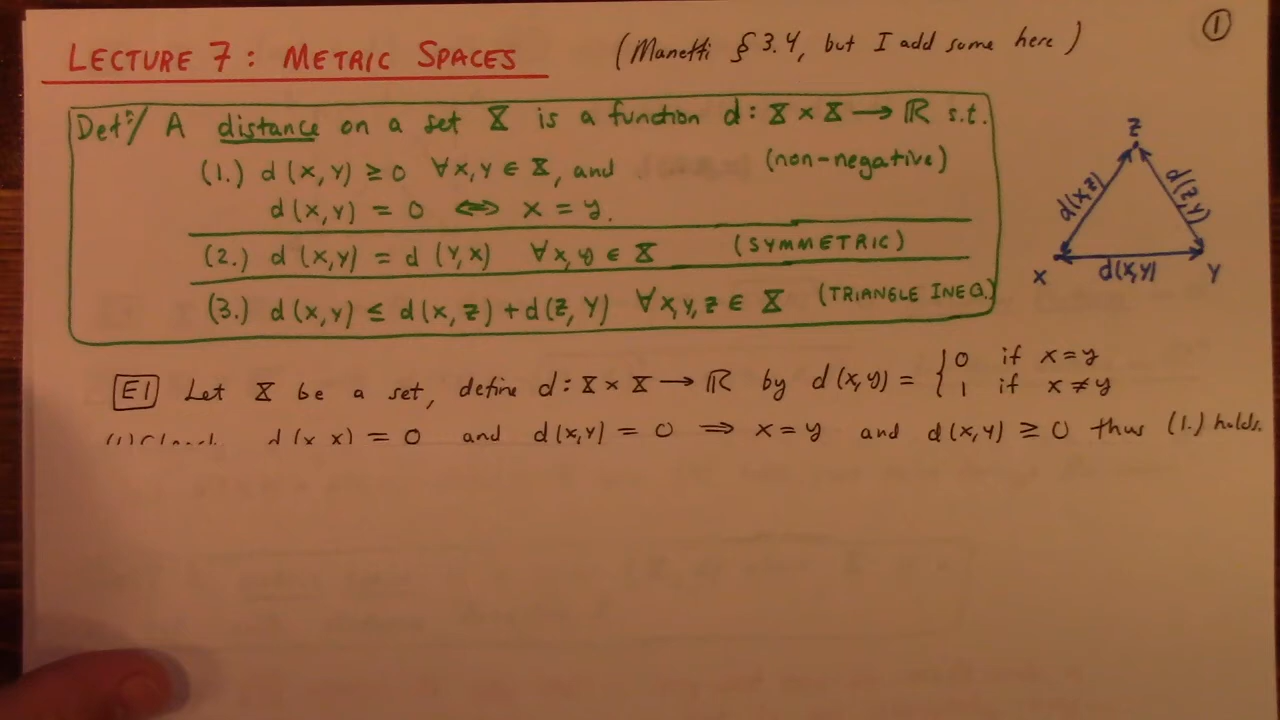 ①
LECTURE 7: METRIC SPACES (Manetti § 3.4, but I add some here)
Def^n/ A distance on a set X is a function d: X × X → ℝ s.t.
(1.) d(x,y) ≥ 0 ∀x,y ∈ X, and (non-negative)
d(x,y) = 0 ⟺ x = y.
(2.) d(x,y) = d(y,x) ∀x,y ∈ X (SYMMETRIC)
(3.) d(x,y) ≤ d(x,z) + d(z,y) ∀x,y,z ∈ X (TRIANGLE INEQ.)
z
d(x,z) d(z,y)
x d(x,y) y
E1 Let X be a set, define d: X × X → ℝ by d(x,y) = { 0 if x = y
1 if x ≠ y
d(x,x) = 0 and d(x,y) = 0 ⟹ x = y and d(x,y) ≥ 0 thus (1.) holds.